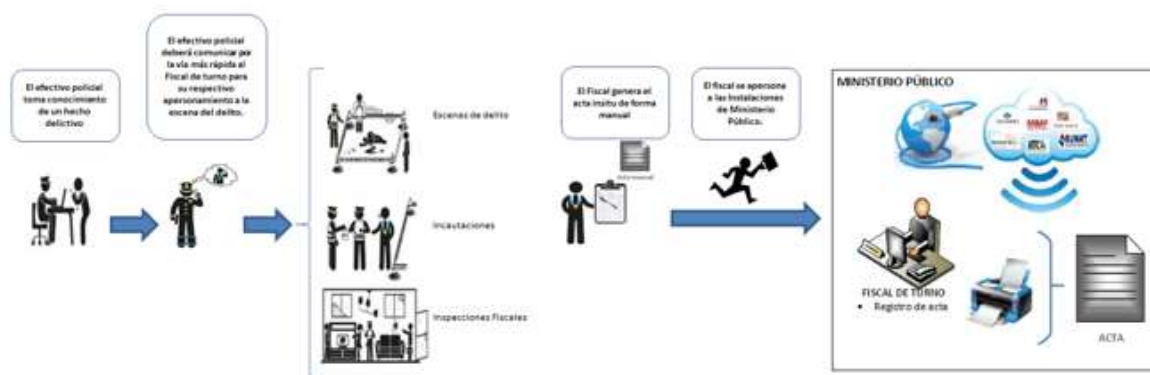 El efectivo policial
toma conocimiento
de un hecho
delictivo
El efectivo policial
deberá comunicar por
la vía más rápida al
Fiscal de turno para
su respectivo
apersonamiento a la
escena del delito.
Escenas de delito
Incautaciones
Inspecciones Fiscales
El Fiscal genera el
acta insitu de forma
manual
El fiscal se apersona
a las Instalaciones
de Ministerio
Público.
MINISTERIO PÚBLICO
FISCAL DE TURNO
• Registro de acta
ACTA